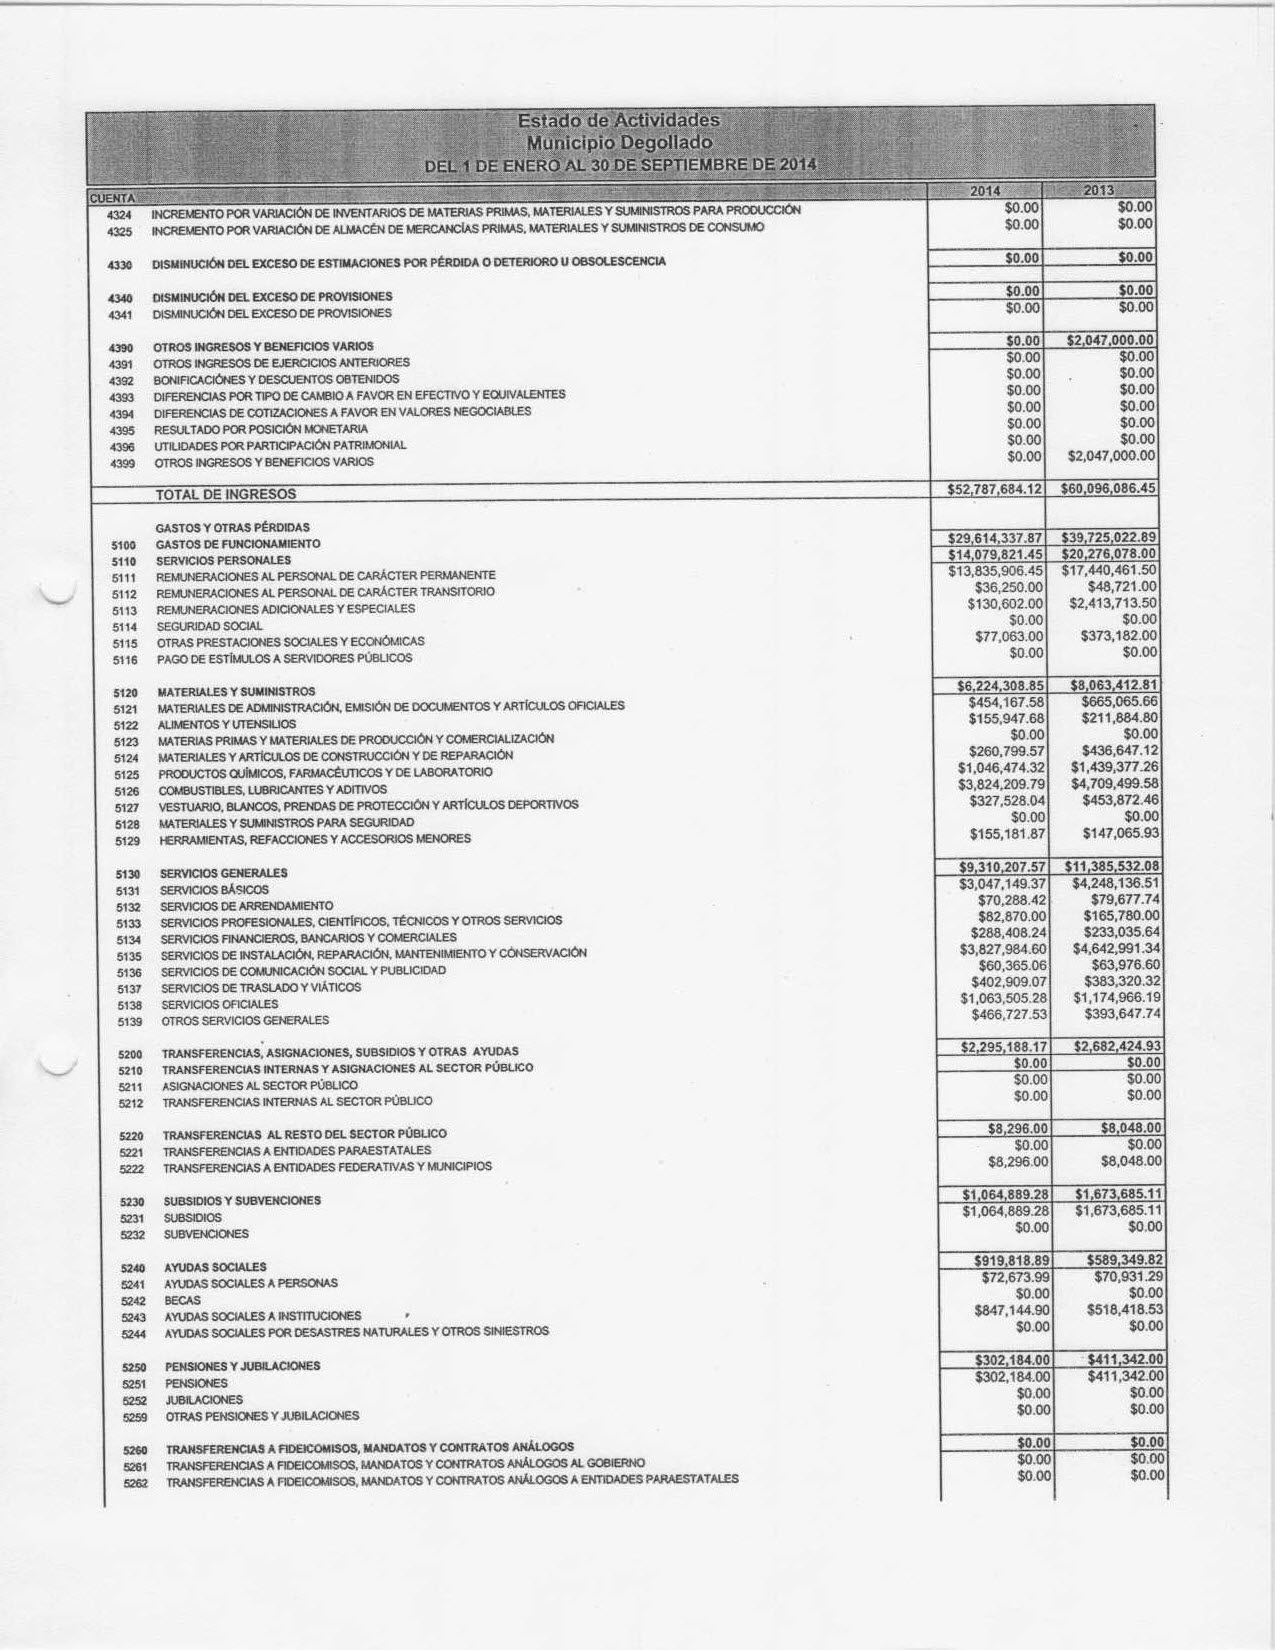 Estado de Actividades
Municipio Degollado
DEL 1 DE ENERO AL 30 DE SEPTIEMBRE DE 2014
CUENTA 2014 2013
4324 INCREMENTO POR VARIACIÓN DE INVENTARIOS DE MATERIAS PRIMAS, MATERIALES Y SUMINISTROS PARA PRODUCCIÓN $0.00 $0.00
4325 INCREMENTO POR VARIACIÓN DE ALMACÉN DE MERCANCÍAS PRIMAS, MATERIALES Y SUMINISTROS DE CONSUMO $0.00 $0.00
4330 DISMINUCIÓN DEL EXCESO DE ESTIMACIONES POR PÉRDIDA O DETERIORO U OBSOLESCENCIA $0.00 $0.00
4340 DISMINUCIÓN DEL EXCESO DE PROVISIONES $0.00 $0.00
4341 DISMINUCIÓN DEL EXCESO DE PROVISIONES $0.00 $0.00
4390 OTROS INGRESOS Y BENEFICIOS VARIOS $0.00 $2,047,000.00
4391 OTROS INGRESOS DE EJERCICIOS ANTERIORES $0.00 $0.00
4392 BONIFICACIÓNES Y DESCUENTOS OBTENIDOS $0.00 $0.00
4393 DIFERENCIAS POR TIPO DE CAMBIO A FAVOR EN EFECTIVO Y EQUIVALENTES $0.00 $0.00
4394 DIFERENCIAS DE COTIZACIONES A FAVOR EN VALORES NEGOCIABLES $0.00 $0.00
4395 RESULTADO POR POSICIÓN MONETARIA $0.00 $0.00
4396 UTILIDADES POR PARTICIPACIÓN PATRIMONIAL $0.00 $0.00
4399 OTROS INGRESOS Y BENEFICIOS VARIOS $0.00 $2,047,000.00
TOTAL DE INGRESOS $52,787,684.12 $60,096,086.45
GASTOS Y OTRAS PÉRDIDAS
5100 GASTOS DE FUNCIONAMIENTO $29,614,337.87 $39,725,022.89
5110 SERVICIOS PERSONALES $14,079,821.45 $20,276,078.00
5111 REMUNERACIONES AL PERSONAL DE CARÁCTER PERMANENTE $13,835,906.45 $17,440,461.50
5112 REMUNERACIONES AL PERSONAL DE CARÁCTER TRANSITORIO $36,250.00 $48,721.00
5113 REMUNERACIONES ADICIONALES Y ESPECIALES $130,602.00 $2,413,713.50
5114 SEGURIDAD SOCIAL $0.00 $0.00
5115 OTRAS PRESTACIONES SOCIALES Y ECONÓMICAS $77,063.00 $373,182.00
5116 PAGO DE ESTÍMULOS A SERVIDORES PÚBLICOS $0.00 $0.00
5120 MATERIALES Y SUMINISTROS $6,224,308.85 $8,063,412.81
5121 MATERIALES DE ADMINISTRACIÓN, EMISIÓN DE DOCUMENTOS Y ARTÍCULOS OFICIALES $454,167.58 $665,065.66
5122 ALIMENTOS Y UTENSILIOS $155,947.68 $211,884.80
5123 MATERIAS PRIMAS Y MATERIALES DE PRODUCCIÓN Y COMERCIALIZACIÓN $0.00 $0.00
5124 MATERIALES Y ARTÍCULOS DE CONSTRUCCIÓN Y DE REPARACIÓN $260,799.57 $436,647.12
5125 PRODUCTOS QUÍMICOS, FARMACÉUTICOS Y DE LABORATORIO $1,046,474.32 $1,439,377.26
5126 COMBUSTIBLES, LUBRICANTES Y ADITIVOS $3,824,209.79 $4,709,499.58
5127 VESTUARIO, BLANCOS, PRENDAS DE PROTECCIÓN Y ARTÍCULOS DEPORTIVOS $327,528.04 $453,872.46
5128 MATERIALES Y SUMINISTROS PARA SEGURIDAD $0.00 $0.00
5129 HERRAMIENTAS, REFACCIONES Y ACCESORIOS MENORES $155,181.87 $147,065.93
5130 SERVICIOS GENERALES $9,310,207.57 $11,385,532.08
5131 SERVICIOS BÁSICOS $3,047,149.37 $4,248,136.51
5132 SERVICIOS DE ARRENDAMIENTO $70,288.42 $79,677.74
5133 SERVICIOS PROFESIONALES, CIENTÍFICOS, TÉCNICOS Y OTROS SERVICIOS $82,870.00 $165,780.00
5134 SERVICIOS FINANCIEROS, BANCARIOS Y COMERCIALES $288,408.24 $233,035.64
5135 SERVICIOS DE INSTALACIÓN, REPARACIÓN, MANTENIMIENTO Y CONSERVACIÓN $3,827,984.60 $4,642,991.34
5136 SERVICIOS DE COMUNICACIÓN SOCIAL Y PUBLICIDAD $60,365.06 $63,976.60
5137 SERVICIOS DE TRASLADO Y VIÁTICOS $402,909.07 $383,320.32
5138 SERVICIOS OFICIALES $1,063,505.28 $1,174,966.19
5139 OTROS SERVICIOS GENERALES $466,727.53 $393,647.74
5200 TRANSFERENCIAS, ASIGNACIONES, SUBSIDIOS Y OTRAS AYUDAS $2,295,188.17 $2,682,424.93
5210 TRANSFERENCIAS INTERNAS Y ASIGNACIONES AL SECTOR PÚBLICO $0.00 $0.00
5211 ASIGNACIONES AL SECTOR PÚBLICO $0.00 $0.00
5212 TRANSFERENCIAS INTERNAS AL SECTOR PÚBLICO $0.00 $0.00
5220 TRANSFERENCIAS AL RESTO DEL SECTOR PÚBLICO $8,296.00 $8,048.00
5221 TRANSFERENCIAS A ENTIDADES PARAESTATALES $0.00 $0.00
5222 TRANSFERENCIAS A ENTIDADES FEDERATIVAS Y MUNICIPIOS $8,296.00 $8,048.00
5230 SUBSIDIOS Y SUBVENCIONES $1,064,889.28 $1,673,685.11
5231 SUBSIDIOS $1,064,889.28 $1,673,685.11
5232 SUBVENCIONES $0.00 $0.00
5240 AYUDAS SOCIALES $919,818.89 $589,349.82
5241 AYUDAS SOCIALES A PERSONAS $72,673.99 $70,931.29
5242 BECAS $0.00 $0.00
5243 AYUDAS SOCIALES A INSTITUCIONES $847,144.90 $518,418.53
5244 AYUDAS SOCIALES POR DESASTRES NATURALES Y OTROS SINIESTROS $0.00 $0.00
5250 PENSIONES Y JUBILACIONES $302,184.00 $411,342.00
5251 PENSIONES $302,184.00 $411,342.00
5252 JUBILACIONES $0.00 $0.00
5259 OTRAS PENSIONES Y JUBILACIONES $0.00 $0.00
5260 TRANSFERENCIAS A FIDEICOMISOS, MANDATOS Y CONTRATOS ANÁLOGOS $0.00 $0.00
5261 TRANSFERENCIAS A FIDEICOMISOS, MANDATOS Y CONTRATOS ANÁLOGOS AL GOBIERNO $0.00 $0.00
5262 TRANSFERENCIAS A FIDEICOMISOS, MANDATOS Y CONTRATOS ANÁLOGOS A ENTIDADES PARAESTATALES $0.00 $0.00